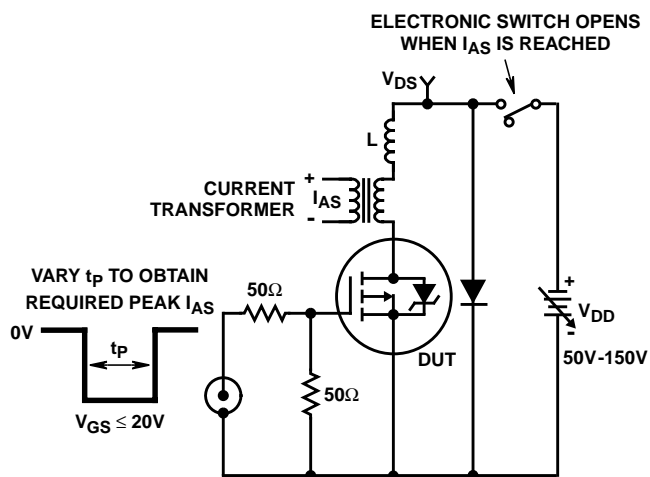 ELECTRONIC SWITCH OPENS
WHEN IAS IS REACHED
VDS
L
CURRENT
TRANSFORMER
+
IAS
-
VARY tP TO OBTAIN
REQUIRED PEAK IAS
50Ω
0V
tP
VGS ≤ 20V
50Ω
DUT
+
VDD
-
50V-150V